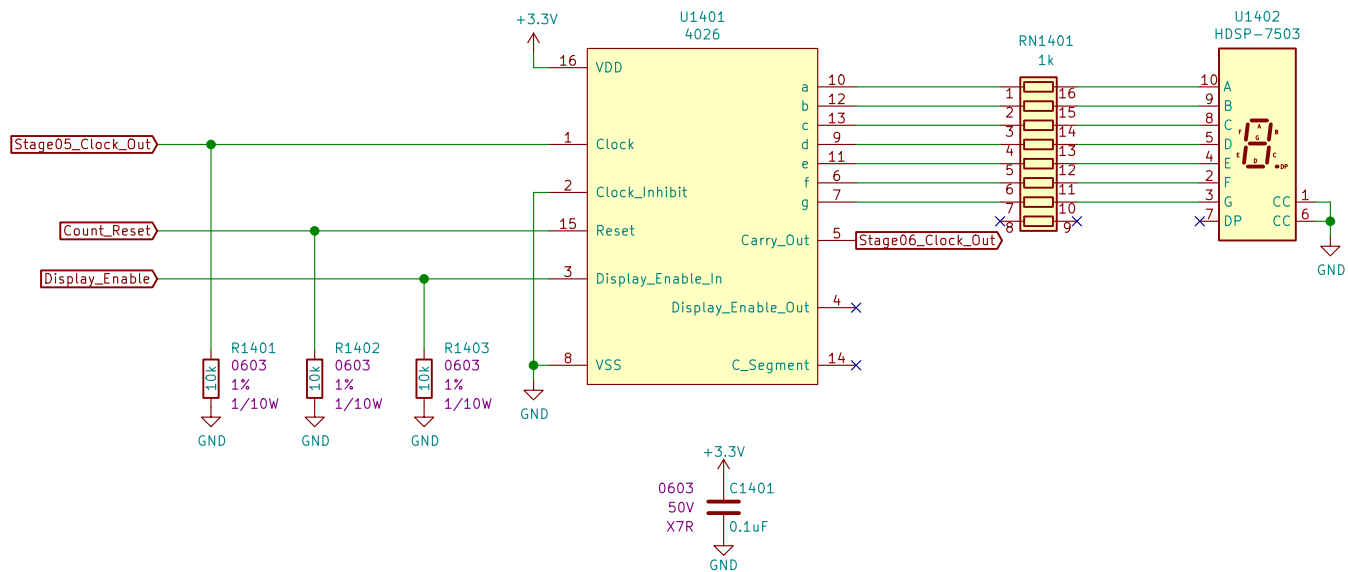 +3.3V
U1401
4026
16 VDD
Stage05_Clock_Out
1 Clock
2 Clock_Inhibit
Count_Reset
15 Reset
Display_Enable
3 Display_Enable_In
8 VSS
GND
a 10
b 12
c 13
d 9
e 11
f 6
g 7
Carry_Out 5
Stage06_Clock_Out
Display_Enable_Out 4
C_Segment 14
RN1401
1k
1 16
2 15
3 14
4 13
5 12
6 11
7 10
8 9
U1402
HDSP-7503
10 A
9 B
8 C
5 D
4 E
2 F
3 G
7 DP
CC 1
CC 6
A
F
B
G
E
C
D
DP
GND
R1401
10k
0603
1%
1/10W
GND
R1402
10k
0603
1%
1/10W
GND
R1403
10k
0603
1%
1/10W
GND
+3.3V
0603
C1401
50V
X7R
0.1uF
GND